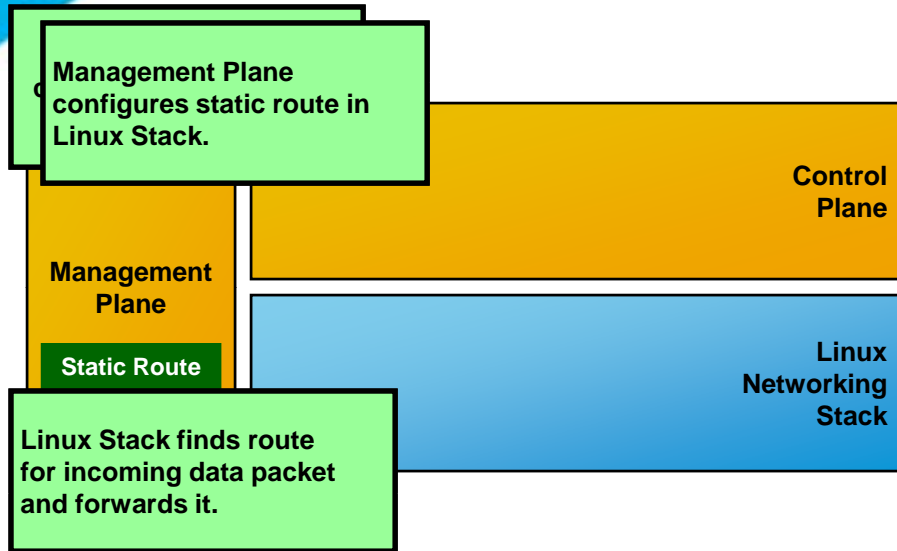 Management Plane
configures static route in
Linux Stack.
Control
Plane
Management
Plane
Static Route
Linux
Networking
Stack
Linux Stack finds route
for incoming data packet
and forwards it.